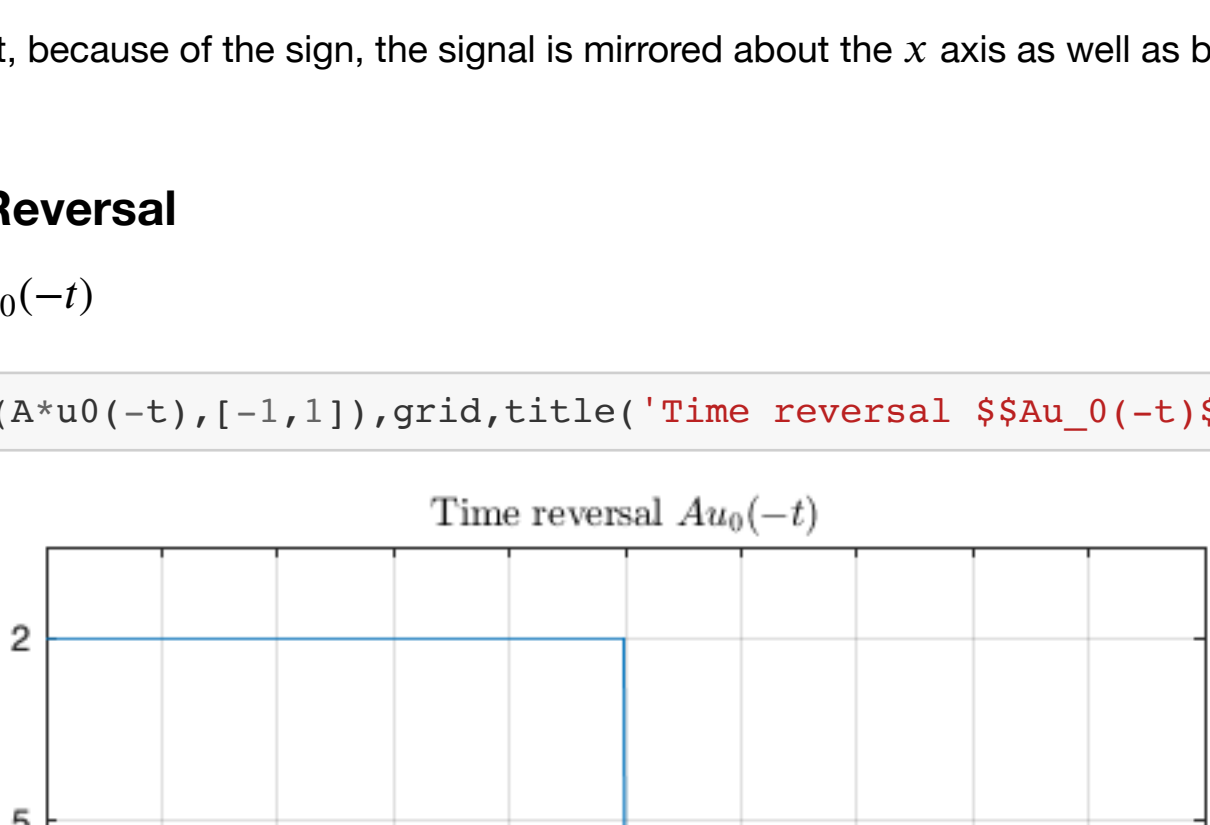 t, because of the sign, the signal is mirrored about the x axis as well as b
Reversal
₀(−t)
(A*u0(-t),[-1,1]),grid,title('Time reversal $$Au_0(-t)$
Time reversal Au₀(−t)
2
5